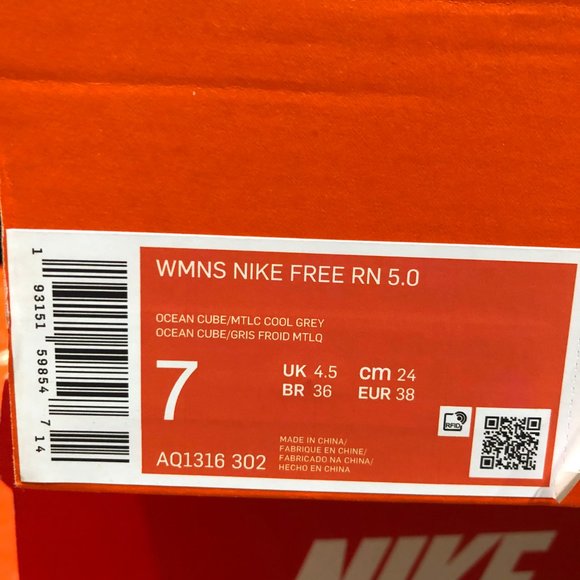 WMNS NIKE FREE RN 5.0
OCEAN CUBE/MTLC COOL GREY
OCEAN CUBE/GRIS FROID MTLQ
7
UK 4.5 cm 24
BR 36 EUR 38
AQ1316 302
MADE IN CHINA/
FABRIQUE EN CHINE/
FABRICADO NA CHINA/
HECHO EN CHINA
RFID
1 93151 59854 7 14
NIKE